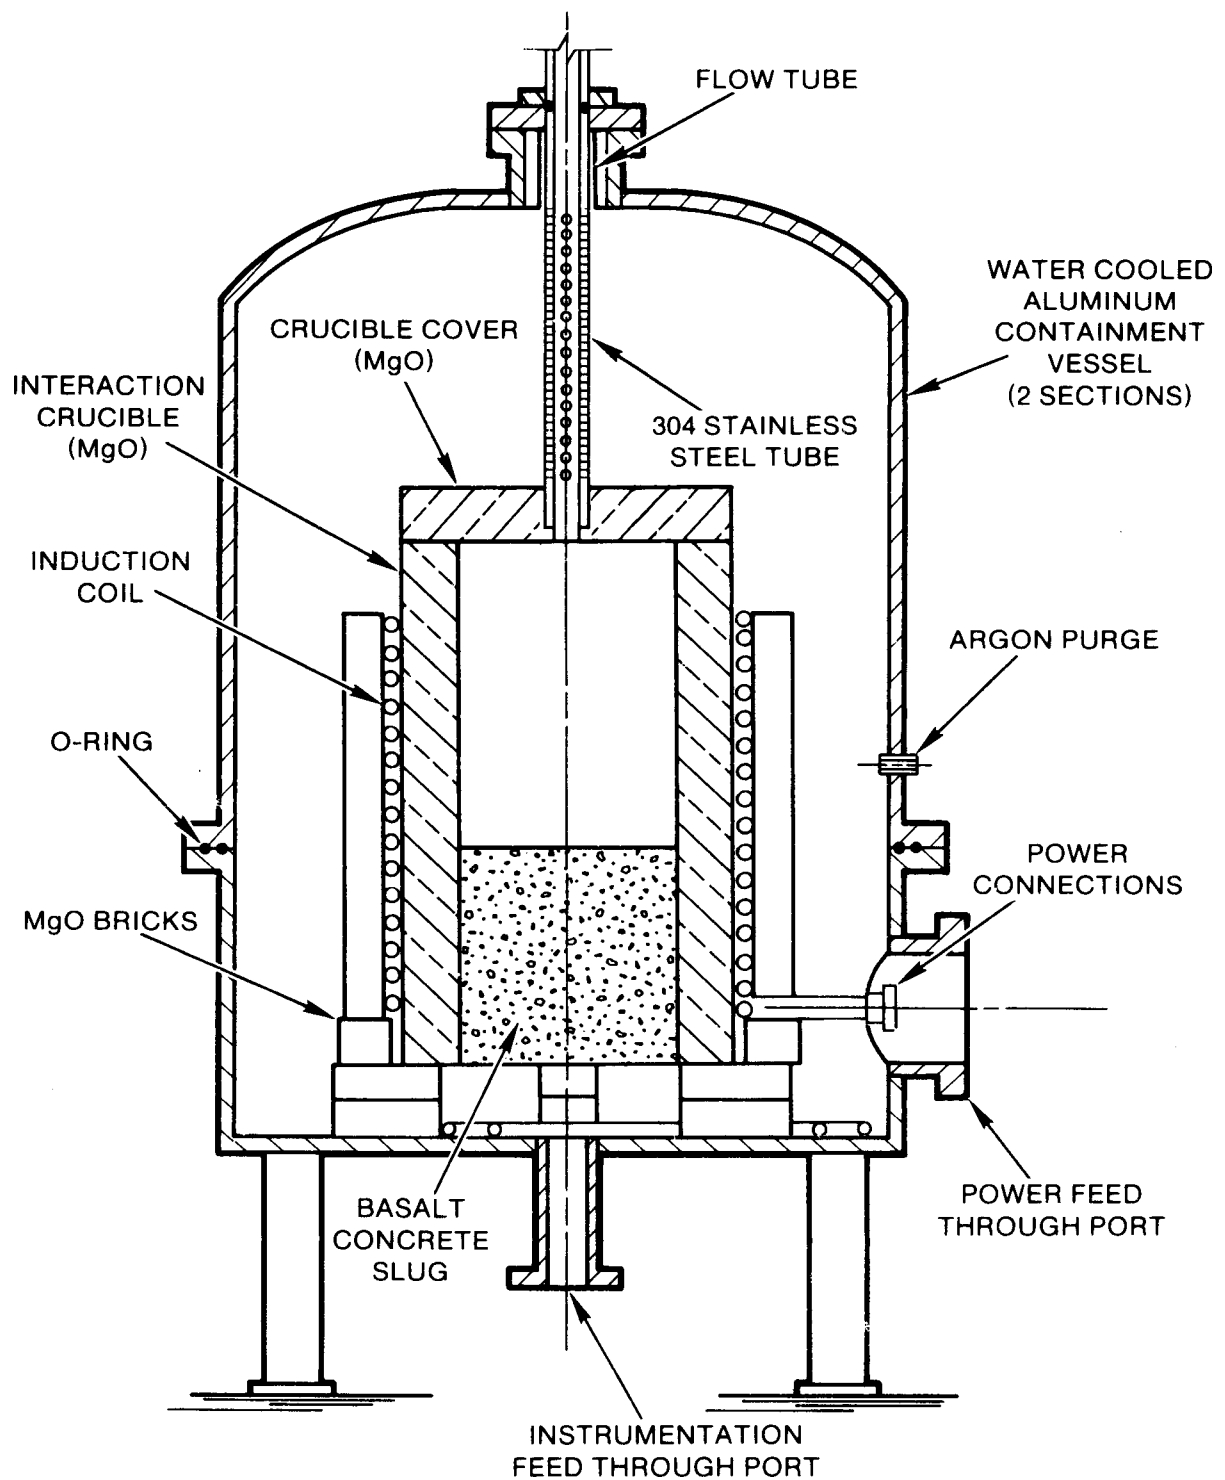 FLOW TUBE
WATER COOLED
ALUMINUM
CONTAINMENT
VESSEL
(2 SECTIONS)
CRUCIBLE COVER
(MgO)
INTERACTION
CRUCIBLE
(MgO)
304 STAINLESS
STEEL TUBE
INDUCTION
COIL
ARGON PURGE
O-RING
POWER
CONNECTIONS
MgO BRICKS
BASALT
CONCRETE
SLUG
POWER FEED
THROUGH PORT
INSTRUMENTATION
FEED THROUGH PORT